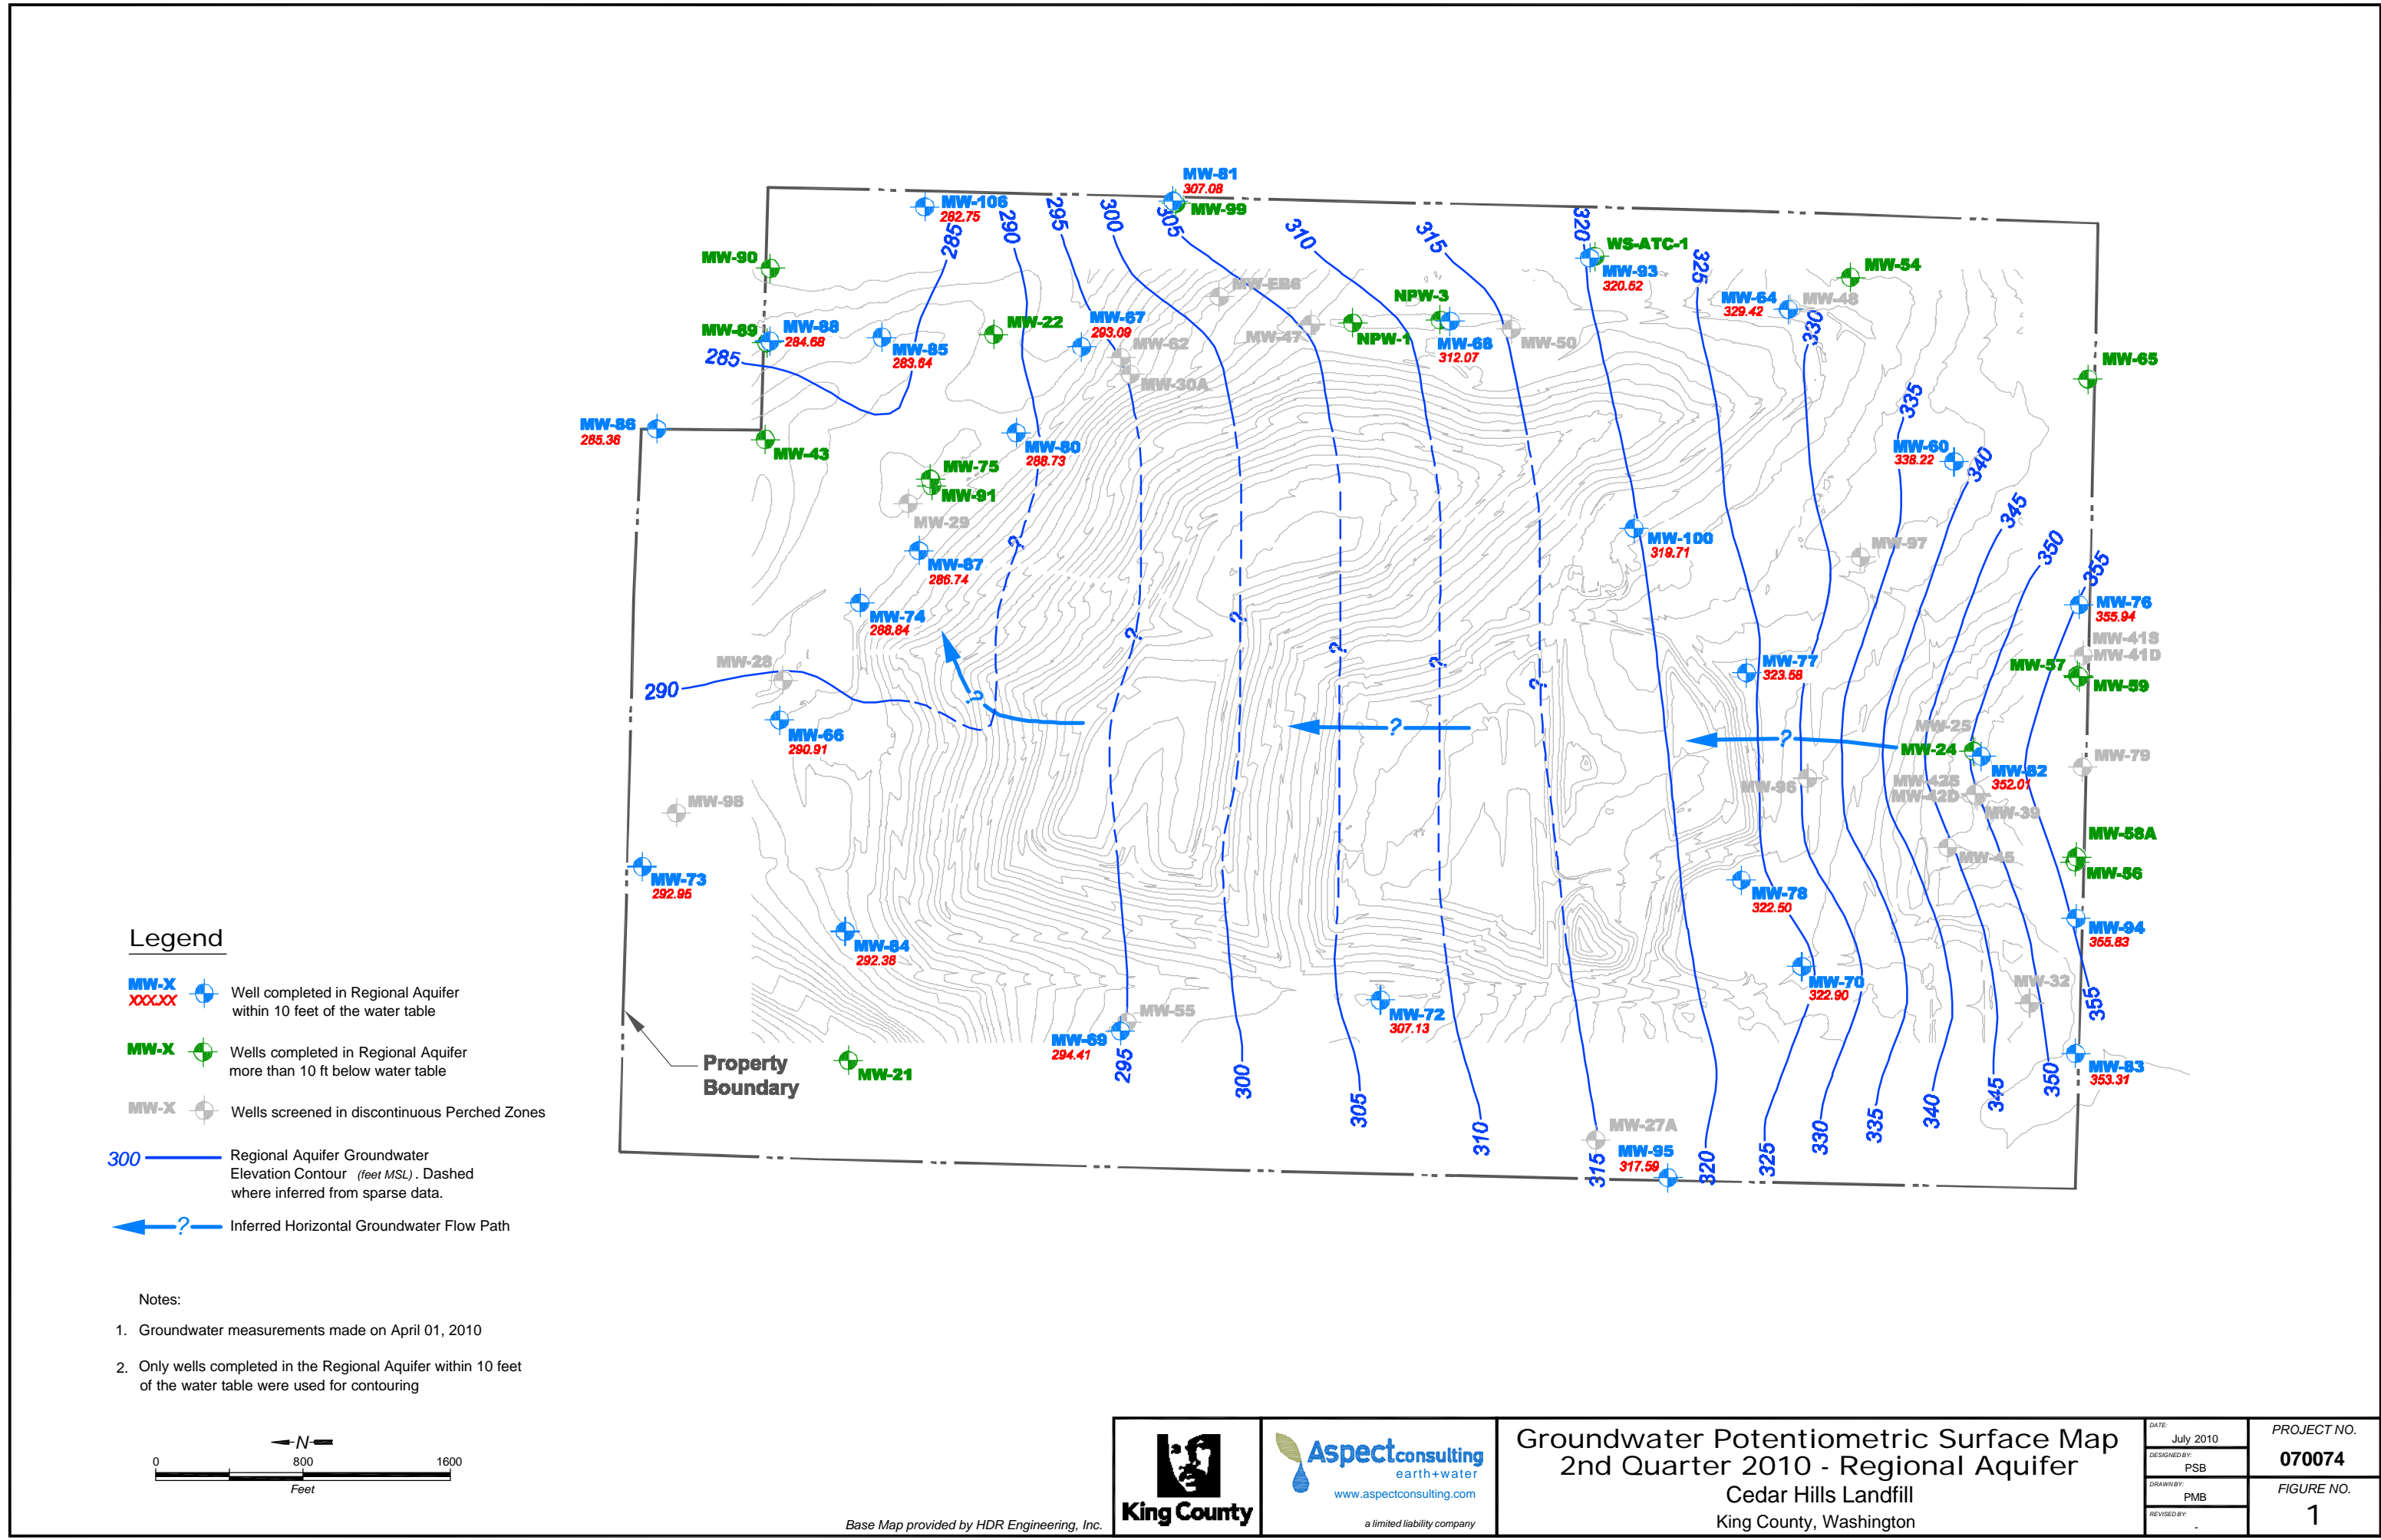 MW-81
307.08
MW-99
MW-106
282.75
285
290
295
300
305
310
315
320
325
WS-ATC-1
MW-93
320.52
MW-54
MW-90
MW-EB6
NPW-3
MW-64
329.42
MW-48
330
MW-89
MW-88
284.68
MW-22
MW-67
293.09
MW-62
MW-47
NPW-1
MW-68
312.07
MW-50
285
MW-85
283.64
MW-30A
MW-65
335
MW-86
285.36
MW-43
MW-80
288.73
MW-60
338.22
340
MW-75
MW-91
MW-29
345
MW-100
319.71
MW-97
350
355
MW-87
286.74
?
MW-74
288.84
MW-76
355.94
?
?
?
?
?
MW-41S
MW-41D
MW-28
290
MW-77
323.58
MW-57
MW-59
?
?
?
MW-66
290.91
MW-25
MW-24
MW-82
352.01
MW-79
MW-96
MW-42S
MW-42D
MW-39
MW-98
MW-58A
MW-45
MW-56
MW-73
292.95
MW-78
322.50
MW-84
292.38
MW-94
355.83
MW-70
322.90
MW-32
355
MW-72
307.13
MW-55
MW-69
294.41
MW-83
353.31
MW-21
Property
Boundary
295
300
305
310
MW-27A
MW-95
317.59
315
320
325
330
335
340
345
350
Legend
MW-X
XXX.XX
Well completed in Regional Aquifer
within 10 feet of the water table
MW-X
Wells completed in Regional Aquifer
more than 10 ft below water table
MW-X
Wells screened in discontinuous Perched Zones
300
Regional Aquifer Groundwater
Elevation Contour (feet MSL). Dashed
where inferred from sparse data.
?
Inferred Horizontal Groundwater Flow Path
Notes:
1. Groundwater measurements made on April 01, 2010
2. Only wells completed in the Regional Aquifer within 10 feet
of the water table were used for contouring
N
0 800 1600
Feet
Base Map provided by HDR Engineering, Inc.
King County
Aspectconsulting
earth+water
www.aspectconsulting.com
a limited liability company
Groundwater Potentiometric Surface Map
2nd Quarter 2010 - Regional Aquifer
Cedar Hills Landfill
King County, Washington
DATE:
July 2010
DESIGNED BY:
PSB
DRAWN BY:
PMB
REVISED BY:
-
PROJECT NO.
070074
FIGURE NO.
1